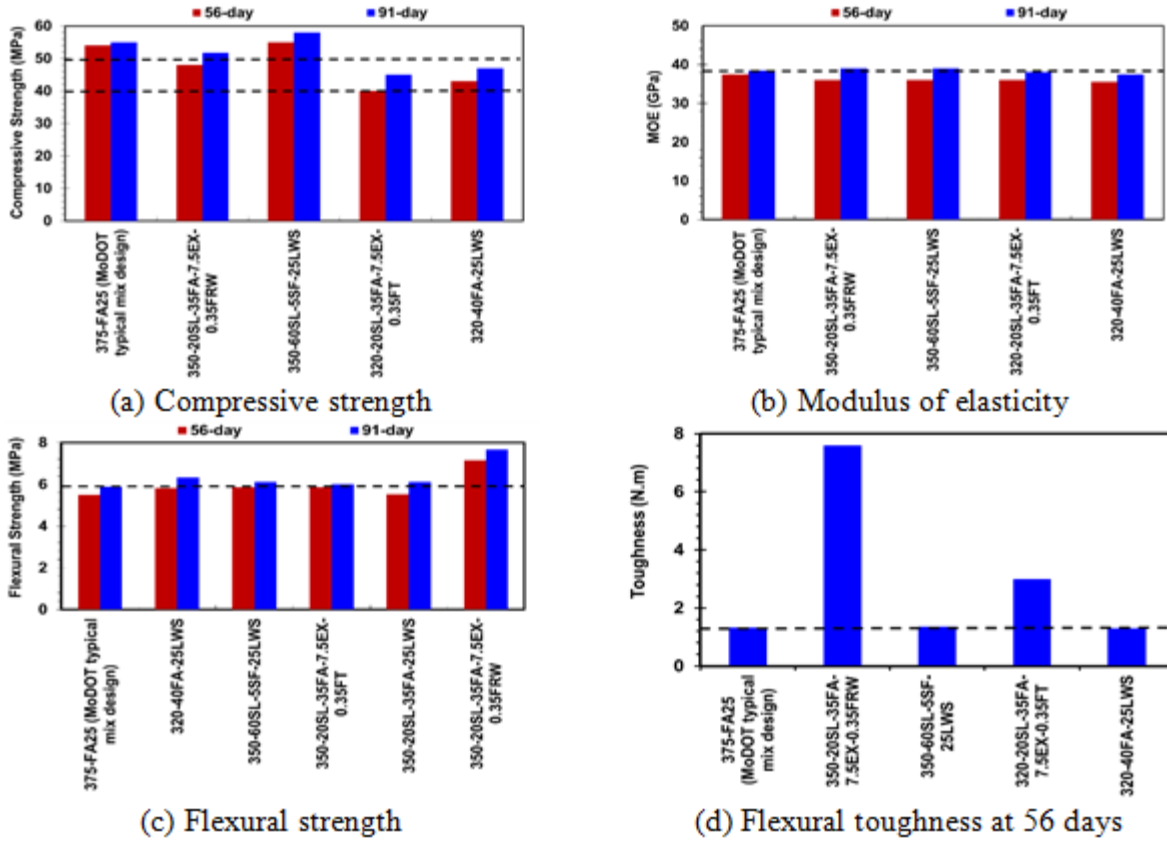 56-day 91-day
Compressive Strength (MPa)
60
50
40
30
20
10
0
375-FA25 (MoDOT
typical mix design)
350-20SL-35FA-7.5EX-
0.35FRW
350-60SL-5SF-25LWS
320-20SL-35FA-7.5EX-
0.35FT
320-40FA-25LWS
(a) Compressive strength
56-day 91-day
MOE (GPa)
50
40
30
20
10
0
375-FA25 (MoDOT
typical mix design)
350-20SL-35FA-7.5EX-
0.35FRW
350-60SL-5SF-25LWS
320-20SL-35FA-7.5EX-
0.35FT
320-40FA-25LWS
(b) Modulus of elasticity
56-day 91-day
Flexural Strength (MPa)
8
6
4
2
0
375-FA25 (MoDOT typical
mix design)
320-40FA-25LWS
350-60SL-5SF-25LWS
350-20SL-35FA-7.5EX-
0.35FT
350-20SL-35FA-25LWS
350-20SL-35FA-7.5EX-
0.35FRW
(c) Flexural strength
Toughness (N.m)
8
6
4
2
0
375-FA25
(MoDOT typical
mix design)
350-20SL-35FA-
7.5EX-0.35FRW
350-60SL-5SF-
25LWS
320-20SL-35FA-
7.5EX-0.35FT
320-40FA-25LWS
(d) Flexural toughness at 56 days